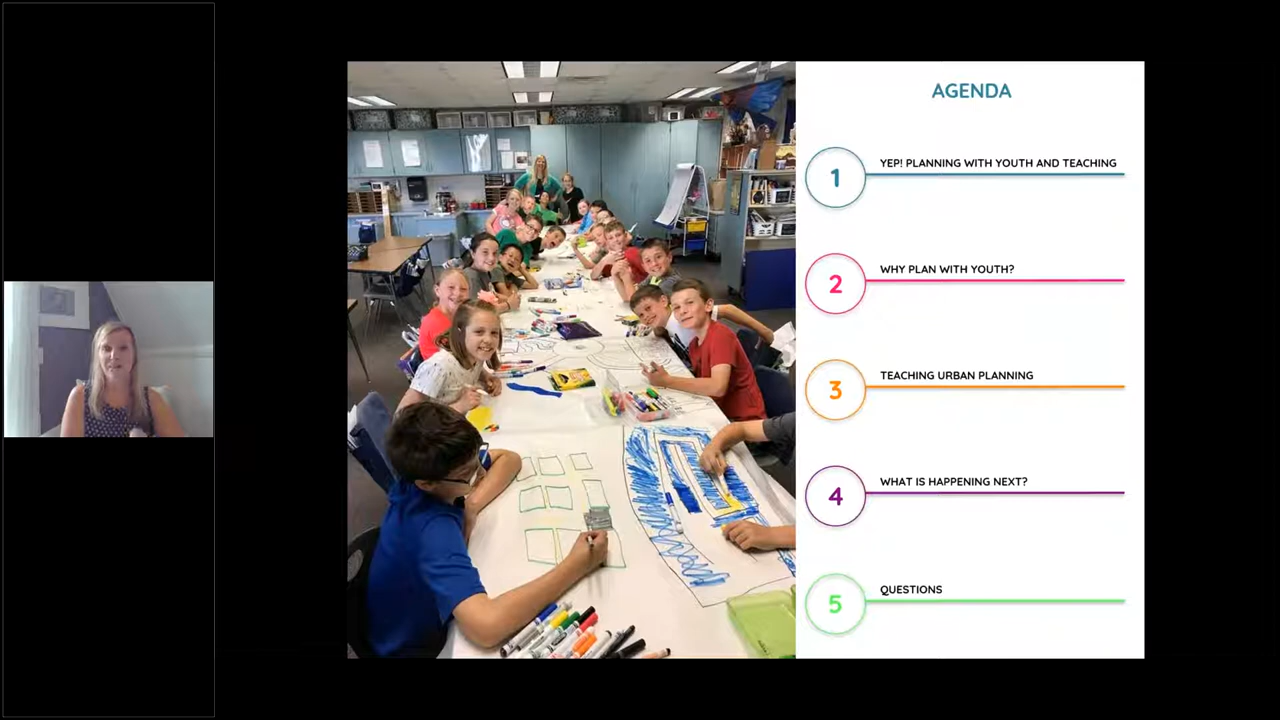 AGENDA
1
YEP! PLANNING WITH YOUTH AND TEACHING
2
WHY PLAN WITH YOUTH?
3
TEACHING URBAN PLANNING
4
WHAT IS HAPPENING NEXT?
5
QUESTIONS